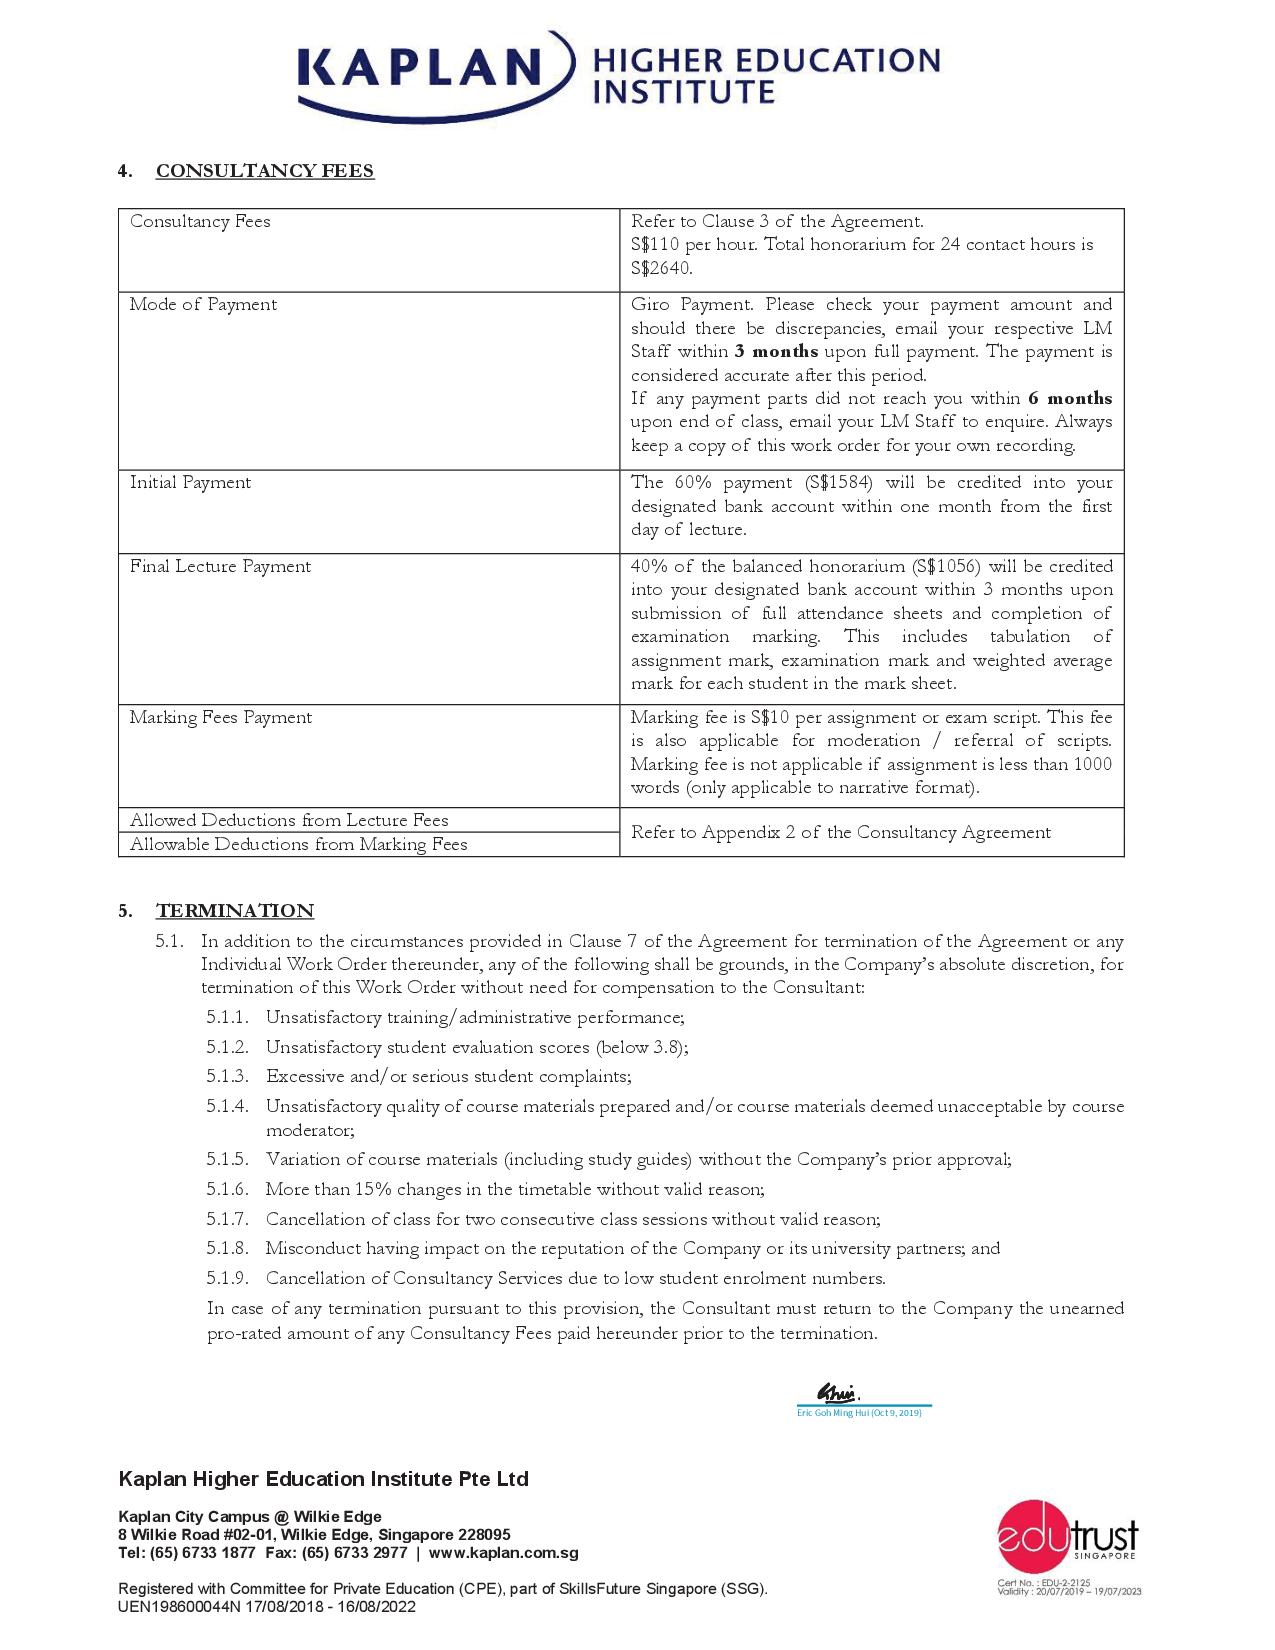 KAPLAN HIGHER EDUCATION
INSTITUTE
4. CONSULTANCY FEES
Consultancy Fees
Refer to Clause 3 of the Agreement.
S$110 per hour. Total honorarium for 24 contact hours is
S$2640.
Mode of Payment
Giro Payment. Please check your payment amount and
should there be discrepancies, email your respective LM
Staff within 3 months upon full payment. The payment is
considered accurate after this period.
If any payment parts did not reach you within 6 months
upon end of class, email your LM Staff to enquire. Always
keep a copy of this work order for your own recording.
Initial Payment
The 60% payment (S$1584) will be credited into your
designated bank account within one month from the first
day of lecture.
Final Lecture Payment
40% of the balanced honorarium (S$1056) will be credited
into your designated bank account within 3 months upon
submission of full attendance sheets and completion of
examination marking. This includes tabulation of
assignment mark, examination mark and weighted average
mark for each student in the mark sheet.
Marking Fees Payment
Marking fee is S$10 per assignment or exam script. This fee
is also applicable for moderation / referral of scripts.
Marking fee is not applicable if assignment is less than 1000
words (only applicable to narrative format).
Allowed Deductions from Lecture Fees
Allowable Deductions from Marking Fees
Refer to Appendix 2 of the Consultancy Agreement
5. TERMINATION
5.1. In addition to the circumstances provided in Clause 7 of the Agreement for termination of the Agreement or any
Individual Work Order thereunder, any of the following shall be grounds, in the Company's absolute discretion, for
termination of this Work Order without need for compensation to the Consultant:
5.1.1. Unsatisfactory training/administrative performance;
5.1.2. Unsatisfactory student evaluation scores (below 3.8);
5.1.3. Excessive and/or serious student complaints;
5.1.4. Unsatisfactory quality of course materials prepared and/or course materials deemed unacceptable by course
moderator;
5.1.5. Variation of course materials (including study guides) without the Company's prior approval;
5.1.6. More than 15% changes in the timetable without valid reason;
5.1.7. Cancellation of class for two consecutive class sessions without valid reason;
5.1.8. Misconduct having impact on the reputation of the Company or its university partners; and
5.1.9. Cancellation of Consultancy Services due to low student enrolment numbers.
In case of any termination pursuant to this provision, the Consultant must return to the Company the unearned
pro-rated amount of any Consultancy Fees paid hereunder prior to the termination.
Eric Goh Ming Hui (Oct 9, 2019)
Kaplan Higher Education Institute Pte Ltd
Kaplan City Campus @ Wilkie Edge
8 Wilkie Road #02-01, Wilkie Edge, Singapore 228095
Tel: (65) 6733 1877 Fax: (65) 6733 2977 | www.kaplan.com.sg
Registered with Committee for Private Education (CPE), part of SkillsFuture Singapore (SSG).
UEN198600044N 17/08/2018 - 16/08/2022
edutrust
SINGAPORE
Cert No. : EDU-2-2125
Validity : 20/07/2019 – 19/07/2023